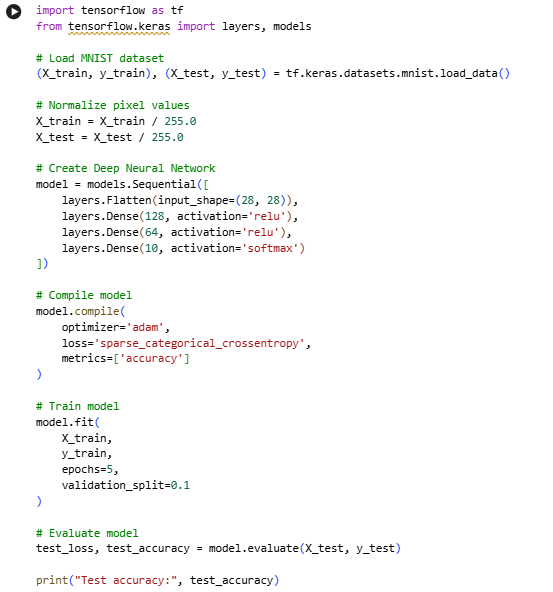 import tensorflow as tf
from tensorflow.keras import layers, models

# Load MNIST dataset
(X_train, y_train), (X_test, y_test) = tf.keras.datasets.mnist.load_data()

# Normalize pixel values
X_train = X_train / 255.0
X_test = X_test / 255.0

# Create Deep Neural Network
model = models.Sequential([
    layers.Flatten(input_shape=(28, 28)),
    layers.Dense(128, activation='relu'),
    layers.Dense(64, activation='relu'),
    layers.Dense(10, activation='softmax')
])

# Compile model
model.compile(
    optimizer='adam',
    loss='sparse_categorical_crossentropy',
    metrics=['accuracy']
)

# Train model
model.fit(
    X_train,
    y_train,
    epochs=5,
    validation_split=0.1
)

# Evaluate model
test_loss, test_accuracy = model.evaluate(X_test, y_test)

print("Test accuracy:", test_accuracy)